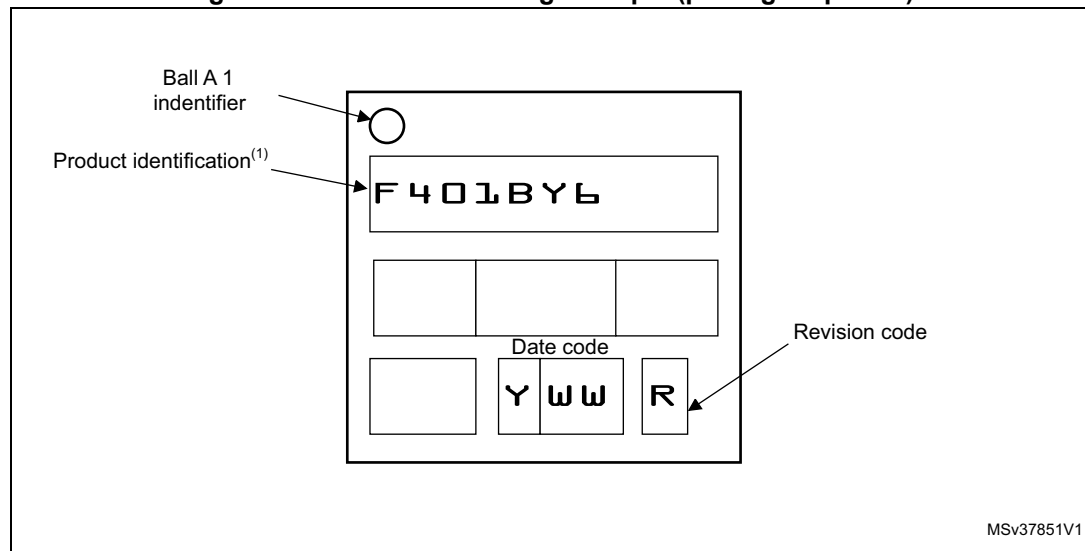 Ball A 1
indentifier
Product identification(1)
F401BY6
Date code
Revision code
Y WW R
MSv37851V1